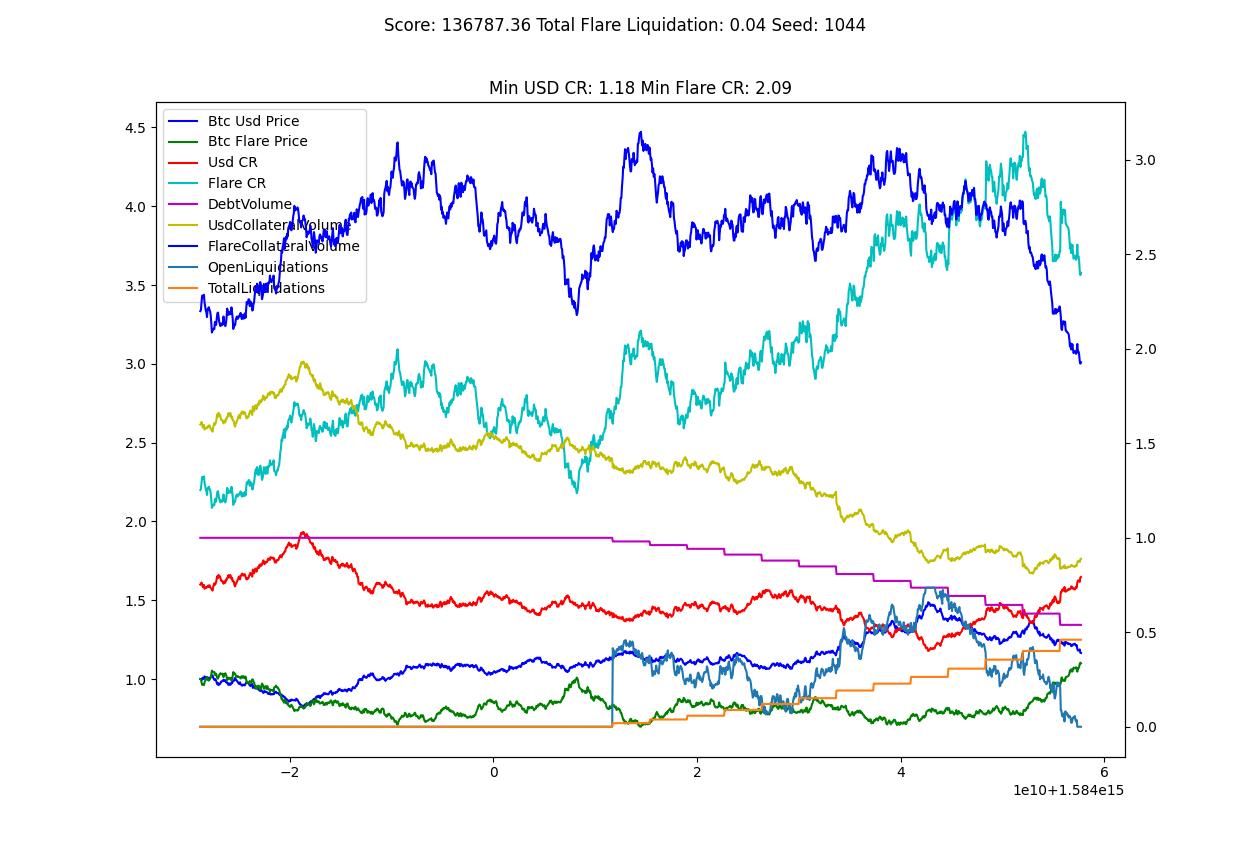 Score: 136787.36 Total Flare Liquidation: 0.04 Seed: 1044
Min USD CR: 1.18 Min Flare CR: 2.09
Btc Usd Price
Btc Flare Price
Usd CR
Flare CR
DebtVolume
UsdCollateralVolume
FlareCollateralVolume
OpenLiquidations
TotalLiquidations
4.5
4.0
3.5
3.0
2.5
2.0
1.5
1.0
3.0
2.5
2.0
1.5
1.0
0.5
0.0
−2
0
2
4
6
1e10+1.584e15